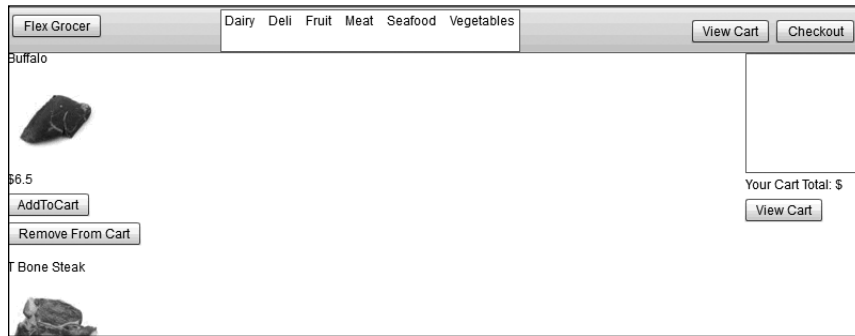 Flex Grocer
Dairy Deli Fruit Meat Seafood Vegetables
View Cart Checkout
Buffalo
$6.5
Your Cart Total: $
AddToCart
View Cart
Remove From Cart
T Bone Steak